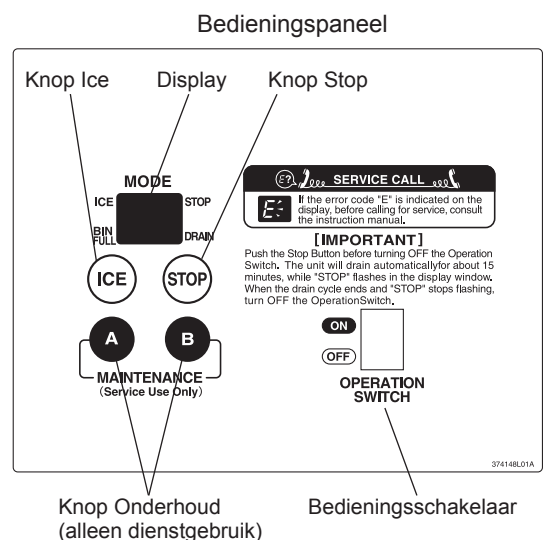 Bedieningspaneel
Knop Ice
Display
Knop Stop
MODE
ICE
STOP
BIN
FULL
DRAIN
ICE
STOP
A
B
MAINTENANCE
(Service Use Only)
E?
SERVICE CALL
E
If the error code "E" is indicated on the
display, before calling for service, consult
the instruction manual.
[IMPORTANT]
Push the Stop Button before turning OFF the Operation
Switch. The unit will drain automaticallyfor about 15
minutes, while "STOP" flashes in the display window.
When the drain cycle ends and "STOP" stops flashing,
turn OFF the OperationSwitch.
ON
OFF
OPERATION
SWITCH
374148L01A
Knop Onderhoud
(alleen dienstgebruik)
Bedieningsschakelaar